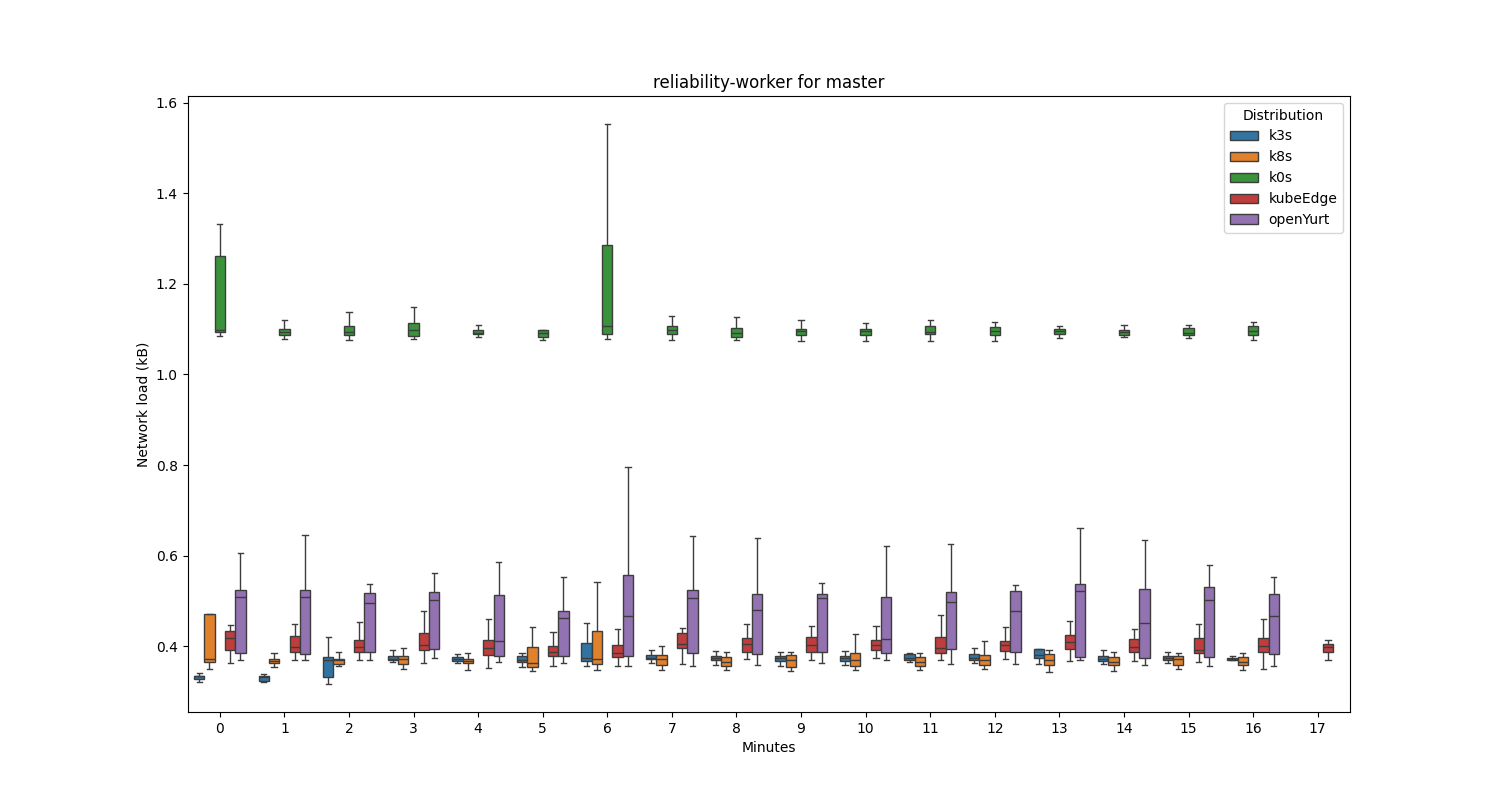 reliability-worker for master
Distribution
k3s
k8s
k0s
kubeEdge
openYurt
Network load (kB)
1.6
1.4
1.2
1.0
0.8
0.6
0.4
0 1 2 3 4 5 6 7 8 9 10 11 12 13 14 15 16 17
Minutes